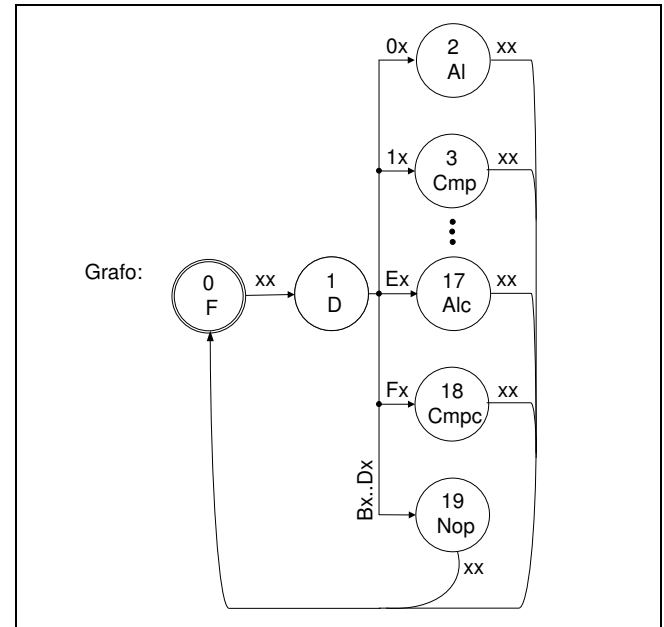 0x
2
Al
xx
1x
3
Cmp
xx
Grafo:
0
F
xx
1
D
Ex
17
Alc
xx
Fx
18
Cmpc
xx
Bx..Dx
19
Nop
xx